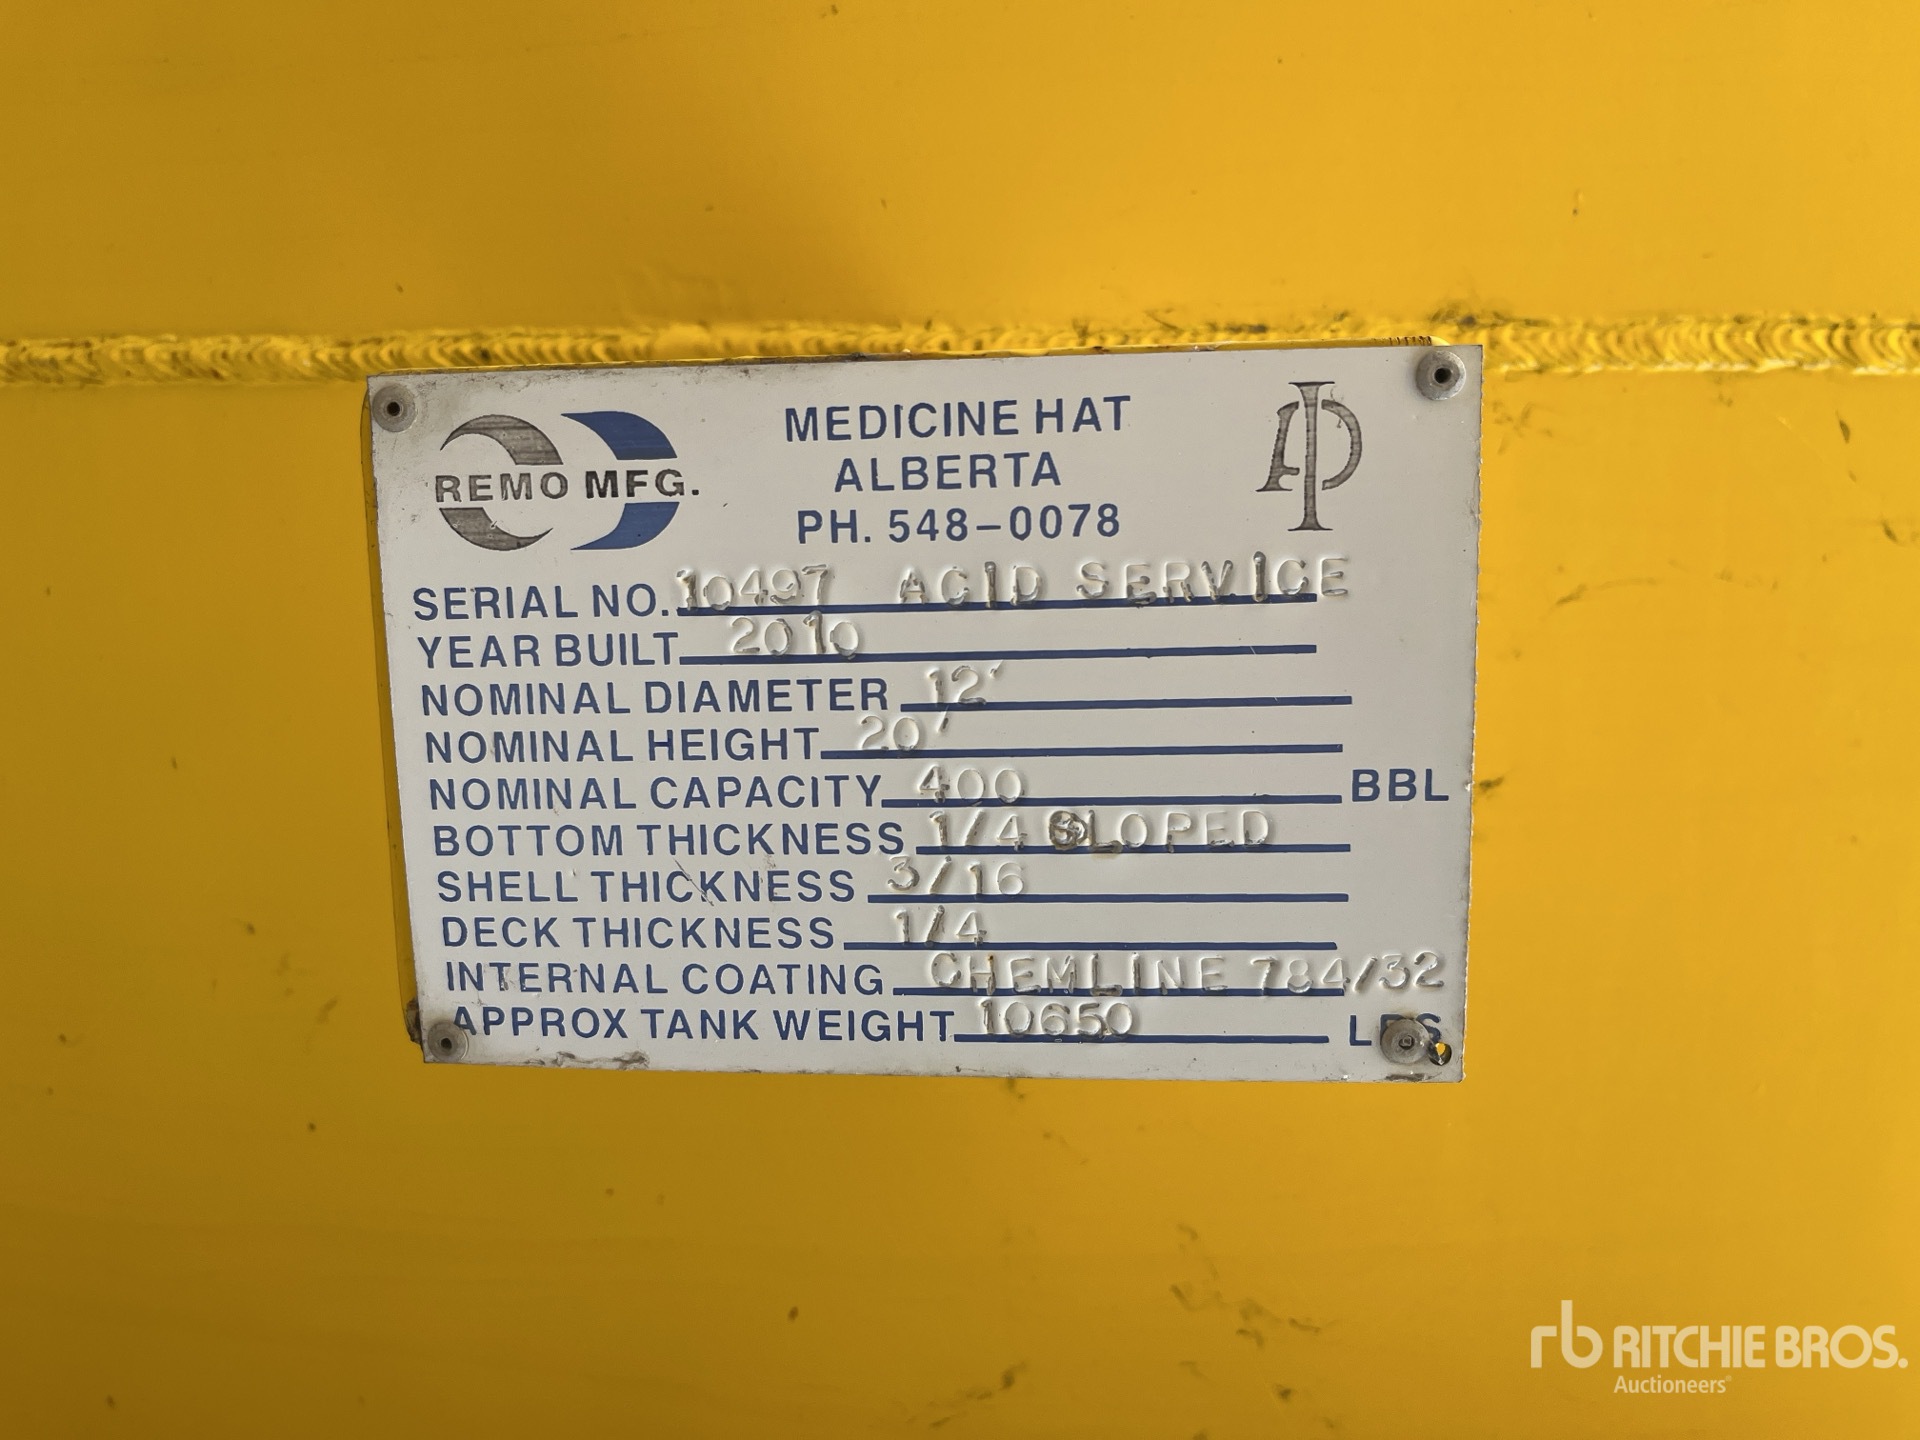 REMO MFG.
MEDICINE HAT
ALBERTA
PH. 548-0078
API
SERIAL NO. 10497 ACID SERVICE
YEAR BUILT 2010
NOMINAL DIAMETER 12'
NOMINAL HEIGHT 20'
NOMINAL CAPACITY 400 BBL
BOTTOM THICKNESS 1/4 SLOPED
SHELL THICKNESS 3/16
DECK THICKNESS 1/4
INTERNAL COATING CHEMLINE 784/32
APPROX TANK WEIGHT 10650 LBS
rb RITCHIE BROS.
Auctioneers